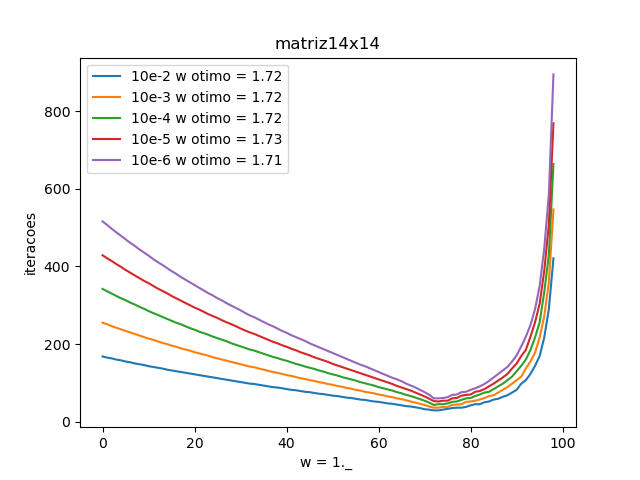 matriz14x14
10e-2 w otimo = 1.72
10e-3 w otimo = 1.72
10e-4 w otimo = 1.72
10e-5 w otimo = 1.73
10e-6 w otimo = 1.71
iteracoes
800
600
400
200
0
0 20 40 60 80 100
w = 1._